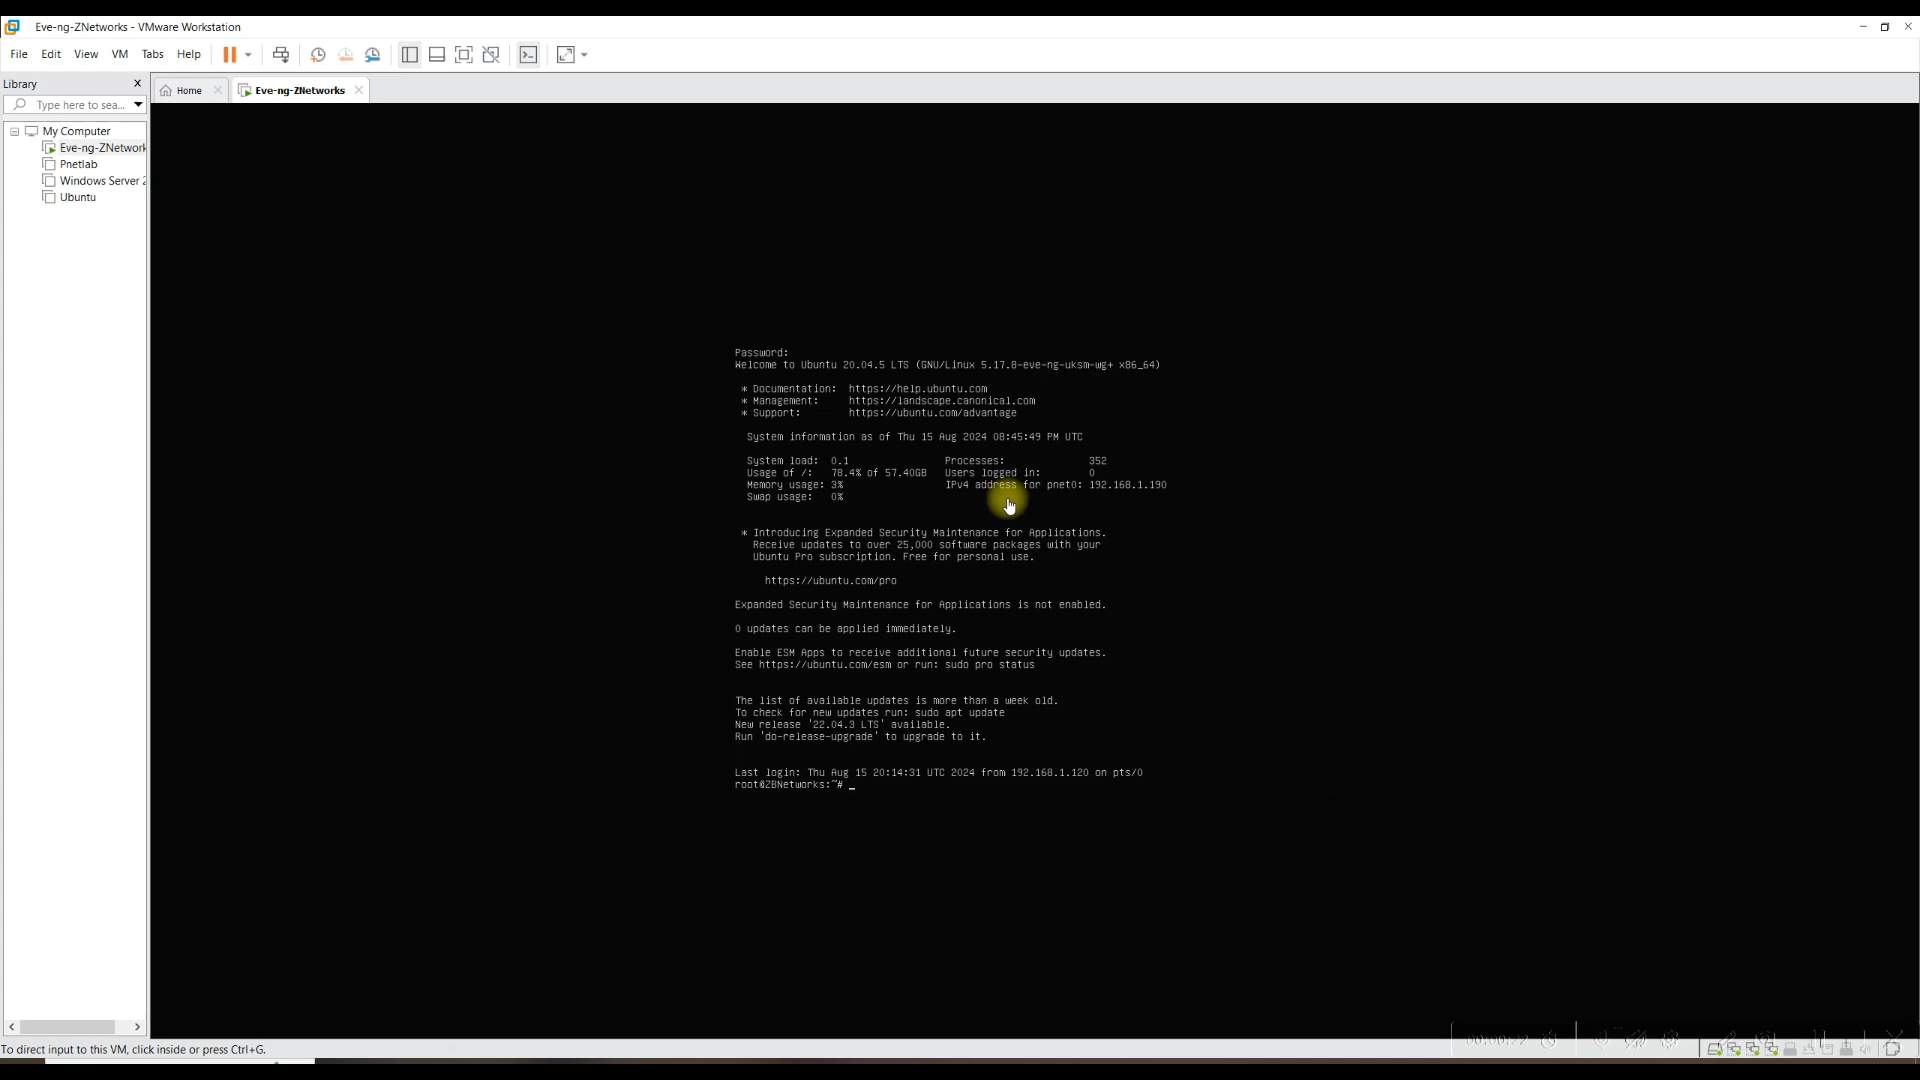 Eve-ng-ZNetworks - VMware Workstation
File Edit View VM Tabs Help
Library
Type here to sea...
Home
Eve-ng-ZNetworks
My Computer
Eve-ng-ZNetwork
Pnetlab
Windows Server 2
Ubuntu
Password:
Welcome to Ubuntu 20.04.5 LTS (GNU/Linux 5.17.8-eve-ng-uksm-wg+ x86_64)
* Documentation: https://help.ubuntu.com
* Management: https://landscape.canonical.com
* Support: https://ubuntu.com/advantage
System information as of Thu 15 Aug 2024 08:45:49 PM UTC
System load: 0.1 Processes: 352
Usage of /: 78.4% of 57.40GB Users logged in: 0
Memory usage: 3% IPv4 address for pnet0: 192.168.1.190
Swap usage: 0%
* Introducing Expanded Security Maintenance for Applications.
Receive updates to over 25,000 software packages with your
Ubuntu Pro subscription. Free for personal use.
https://ubuntu.com/pro
Expanded Security Maintenance for Applications is not enabled.
0 updates can be applied immediately.
Enable ESM Apps to receive additional future security updates.
See https://ubuntu.com/esm or run: sudo pro status
The list of available updates is more than a week old.
To check for new updates run: sudo apt update
New release '22.04.3 LTS' available.
Run 'do-release-upgrade' to upgrade to it.
Last login: Thu Aug 15 20:14:31 UTC 2024 from 192.168.1.120 on pts/0
root@ZBNetworks:~# _
To direct input to this VM, click inside or press Ctrl+G.